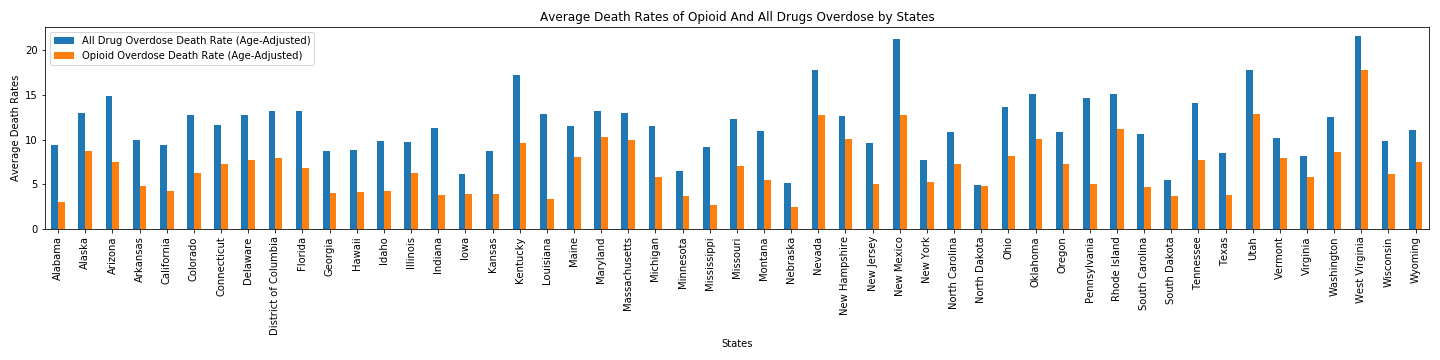 Average Death Rates of Opioid And All Drugs Overdose by States
All Drug Overdose Death Rate (Age-Adjusted)
Opioid Overdose Death Rate (Age-Adjusted)
Average Death Rates
20
15
10
5
0
Alabama
Alaska
Arizona
Arkansas
California
Colorado
Connecticut
Delaware
District of Columbia
Florida
Georgia
Hawaii
Idaho
Illinois
Indiana
Iowa
Kansas
Kentucky
Louisiana
Maine
Maryland
Massachusetts
Michigan
Minnesota
Mississippi
Missouri
Montana
Nebraska
Nevada
New Hampshire
New Jersey
New Mexico
New York
North Carolina
North Dakota
Ohio
Oklahoma
Oregon
Pennsylvania
Rhode Island
South Carolina
South Dakota
Tennessee
Texas
Utah
Vermont
Virginia
Washington
West Virginia
Wisconsin
Wyoming
States